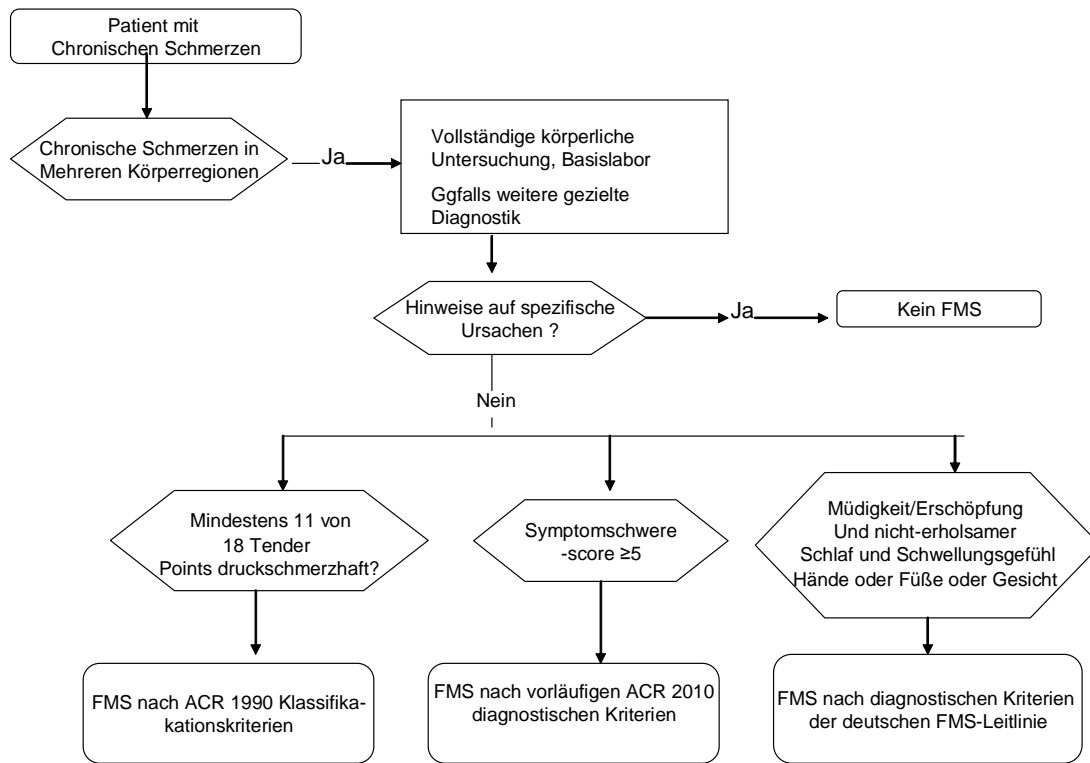 Patient mit
Chronischen Schmerzen
Chronische Schmerzen in
Mehreren Körperregionen
Ja
Vollständige körperliche
Untersuchung, Basislabor
Ggfalls weitere gezielte
Diagnostik
Hinweise auf spezifische
Ursachen ?
Ja
Kein FMS
Nein
Mindestens 11 von
18 Tender
Points druckschmerzhaft?
Symptomschwere
-score ≥5
Müdigkeit/Erschöpfung
Und nicht-erholsamer
Schlaf und Schwellungsgefühl
Hände oder Füße oder Gesicht
FMS nach ACR 1990 Klassifika-
kationskriterien
FMS nach vorläufigen ACR 2010
diagnostischen Kriterien
FMS nach diagnostischen Kriterien
der deutschen FMS-Leitlinie